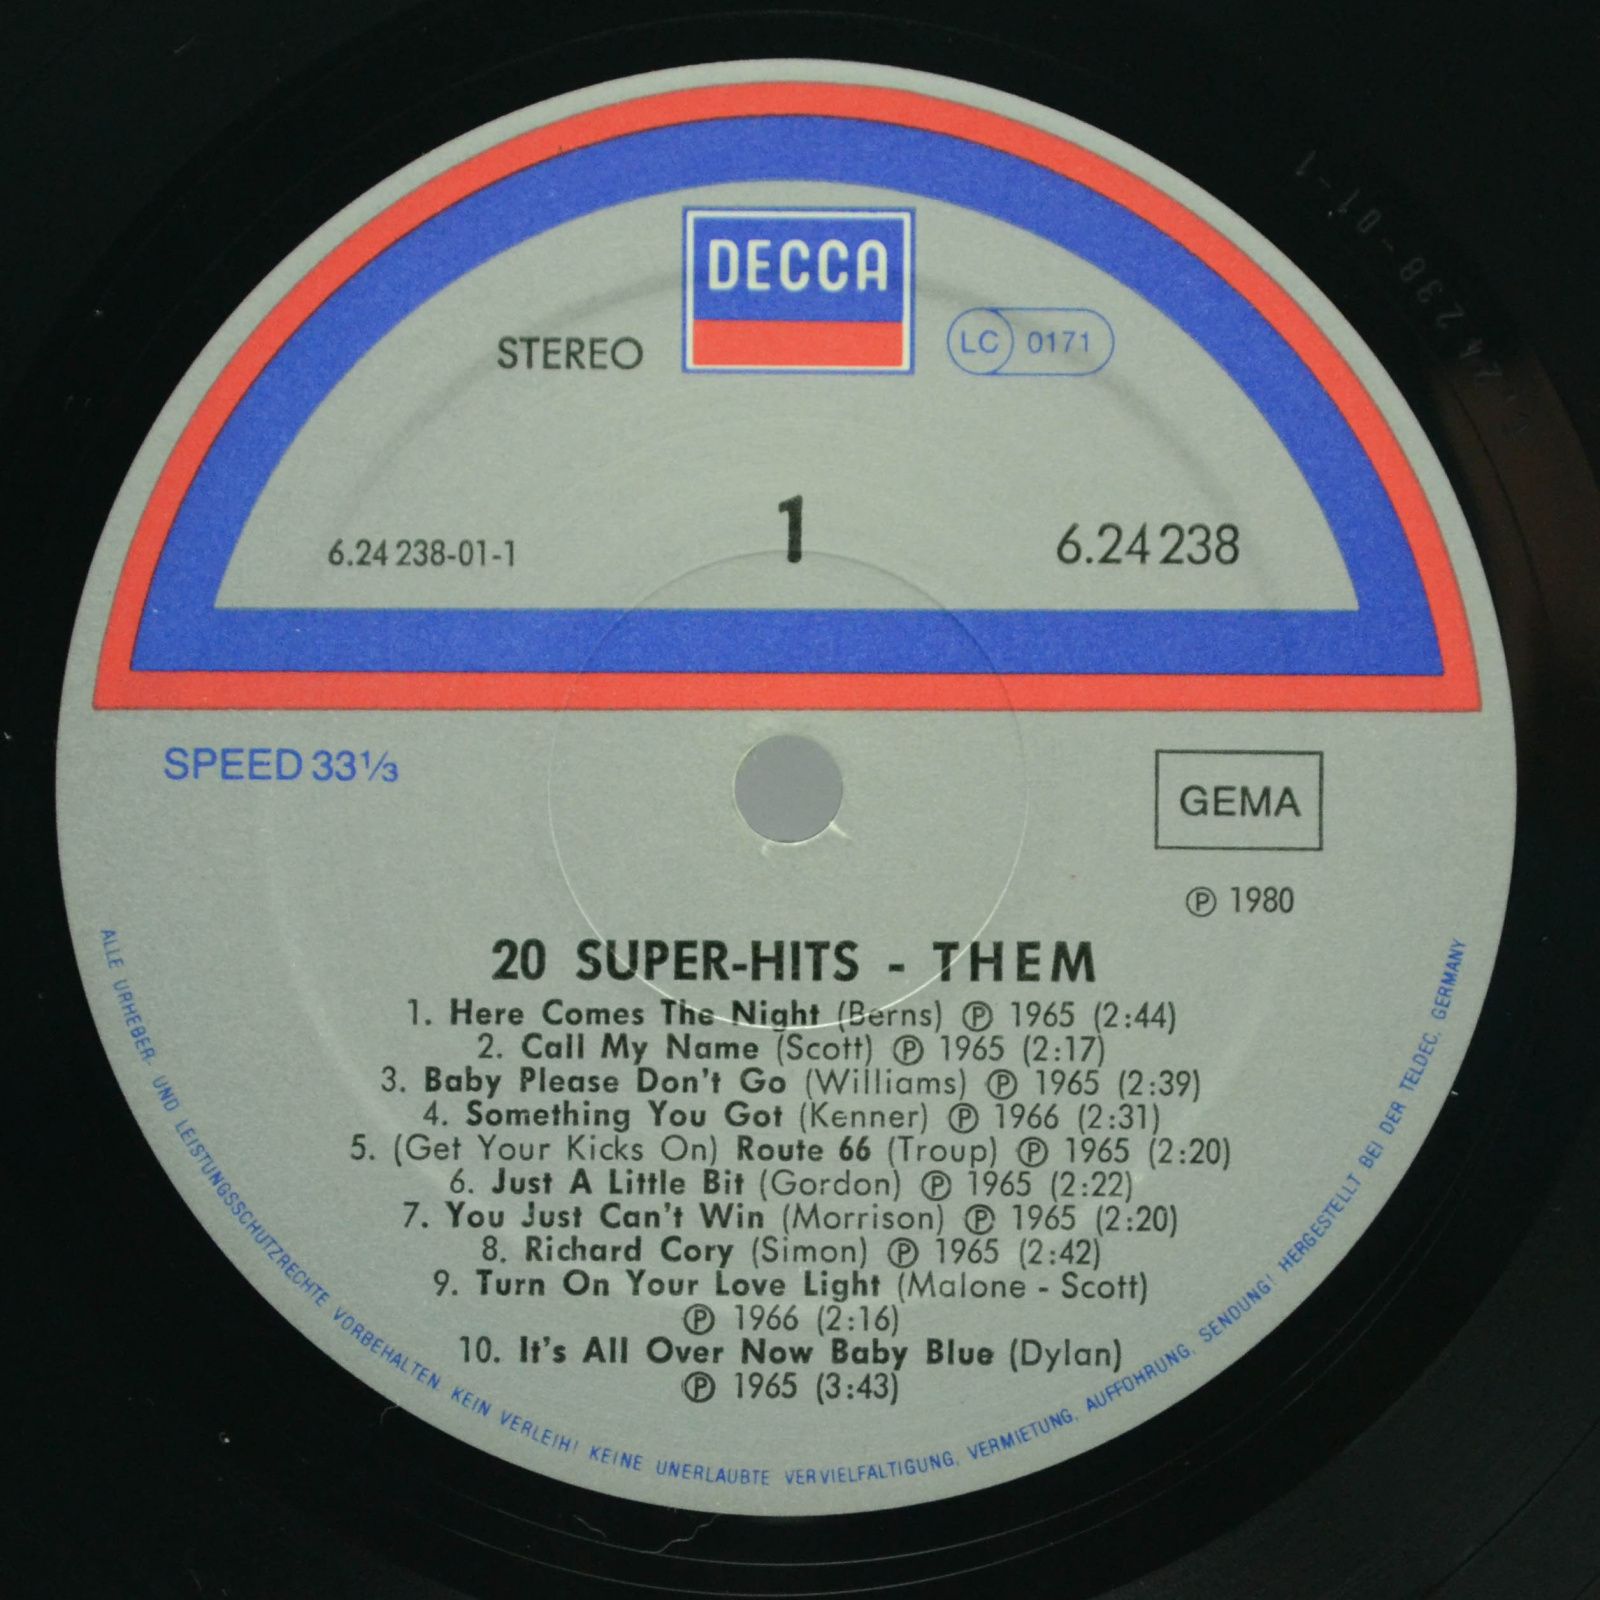 DECCA
STEREO
LC 0171
1
6.24 238-01-1
6.24 238
SPEED 33⅓
GEMA
℗ 1980
20 SUPER-HITS - THEM
1. Here Comes The Night (Berns) ℗ 1965 (2:44)
2. Call My Name (Scott) ℗ 1965 (2:17)
3. Baby Please Don't Go (Williams) ℗ 1965 (2:39)
4. Something You Got (Kenner) ℗ 1966 (2:31)
5. (Get Your Kicks On) Route 66 (Troup) ℗ 1965 (2:20)
6. Just A Little Bit (Gordon) ℗ 1965 (2:22)
7. You Just Can't Win (Morrison) ℗ 1965 (2:20)
8. Richard Cory (Simon) ℗ 1965 (2:42)
9. Turn On Your Love Light (Malone - Scott)
℗ 1966 (2:16)
10. It's All Over Now Baby Blue (Dylan)
℗ 1965 (3:43)
ALLE URHEBER- UND LEISTUNGSSCHUTZRECHTE VORBEHALTEN. KEIN VERLEIH! KEINE UNERLAUBTE VERVIELFÄLTIGUNG, VERMIETUNG, AUFFÜHRUNG, SENDUNG! HERGESTELLT BEI DER TELDEC, GERMANY